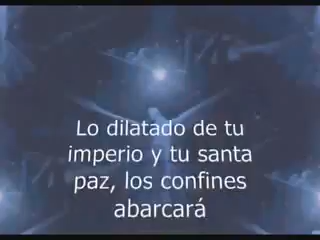 Lo dilatado de tu
imperio y tu santa
paz, los confines
abarcará